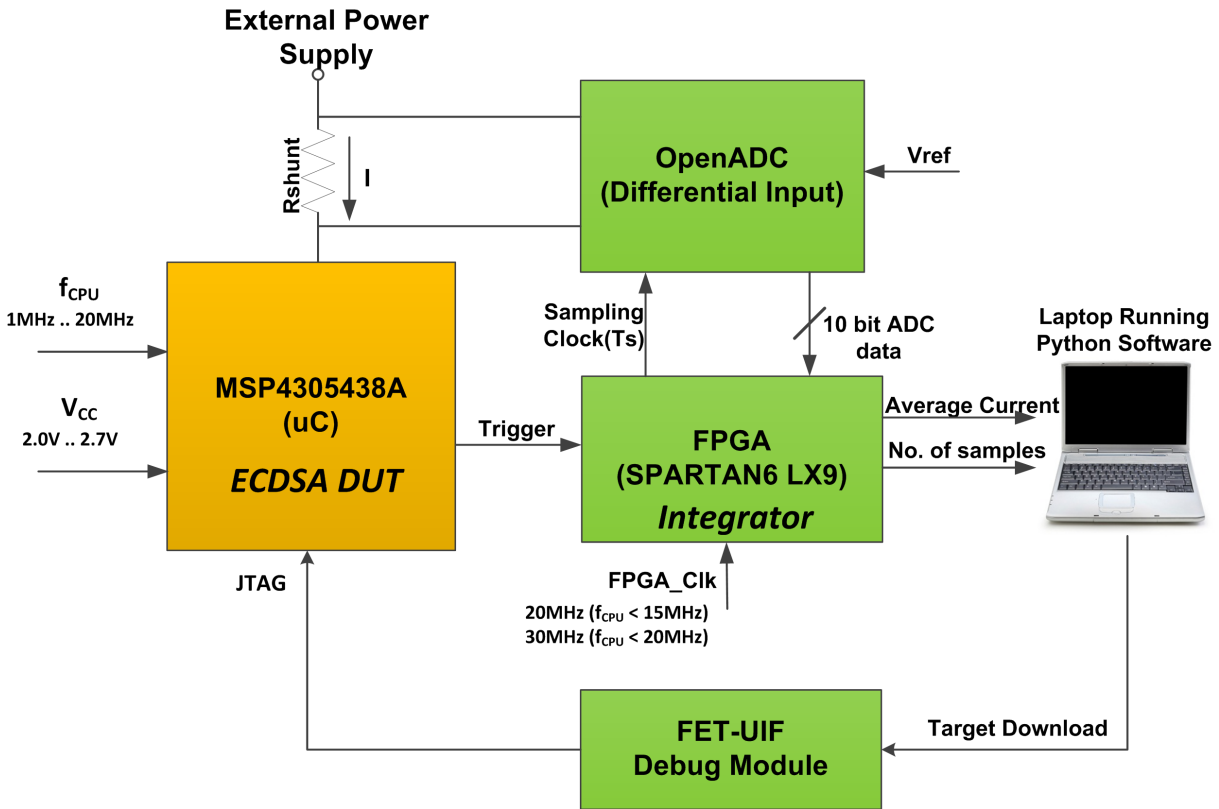 External Power
Supply
Rshunt
I
OpenADC
(Differential Input)
Vref
fCPU
1MHz .. 20MHz
VCC
2.0V .. 2.7V
MSP4305438A
(uC)
ECDSA DUT
Trigger
Sampling
Clock(Ts)
10 bit ADC
data
FPGA
(SPARTAN6 LX9)
Integrator
Laptop Running
Python Software
Average Current
No. of samples
JTAG
FPGA_Clk
20MHz (fCPU < 15MHz)
30MHz (fCPU < 20MHz)
FET-UIF
Debug Module
Target Download